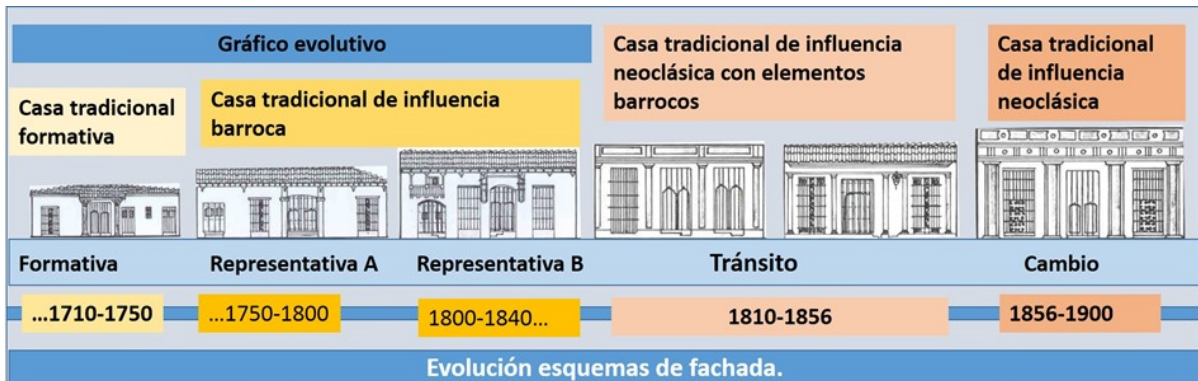 Gráfico evolutivo
Casa tradicional
formativa
Casa tradicional de influencia
barroca
Casa tradicional de influencia
neoclásica con elementos
barrocos
Casa tradicional
de influencia
neoclásica
Formativa
Representativa A
Representativa B
Tránsito
Cambio
...1710-1750
...1750-1800
1800-1840...
1810-1856
1856-1900
Evolución esquemas de fachada.